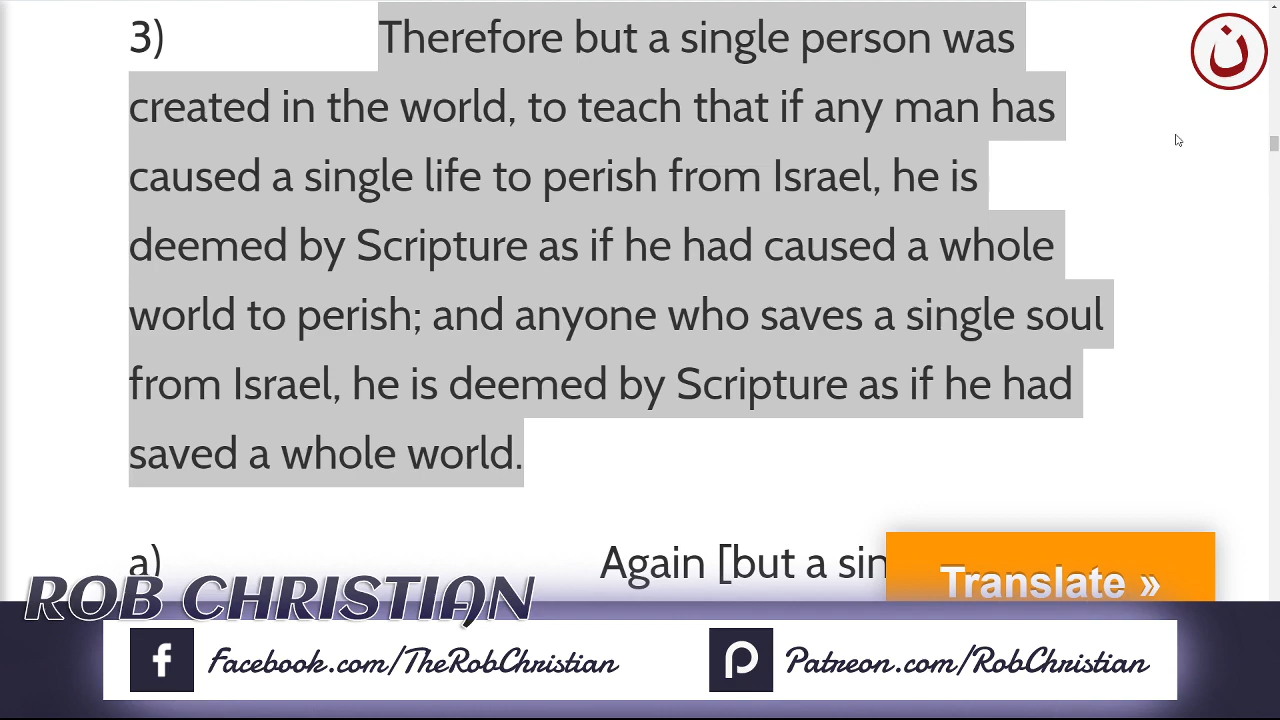 3) Therefore but a single person was
created in the world, to teach that if any man has
caused a single life to perish from Israel, he is
deemed by Scripture as if he had caused a whole
world to perish; and anyone who saves a single soul
from Israel, he is deemed by Scripture as if he had
saved a whole world.
a) Again [but a sin
Translate »
ROB CHRISTIAN
Facebook.com/TheRobChristian
Patreon.com/RobChristian
ن